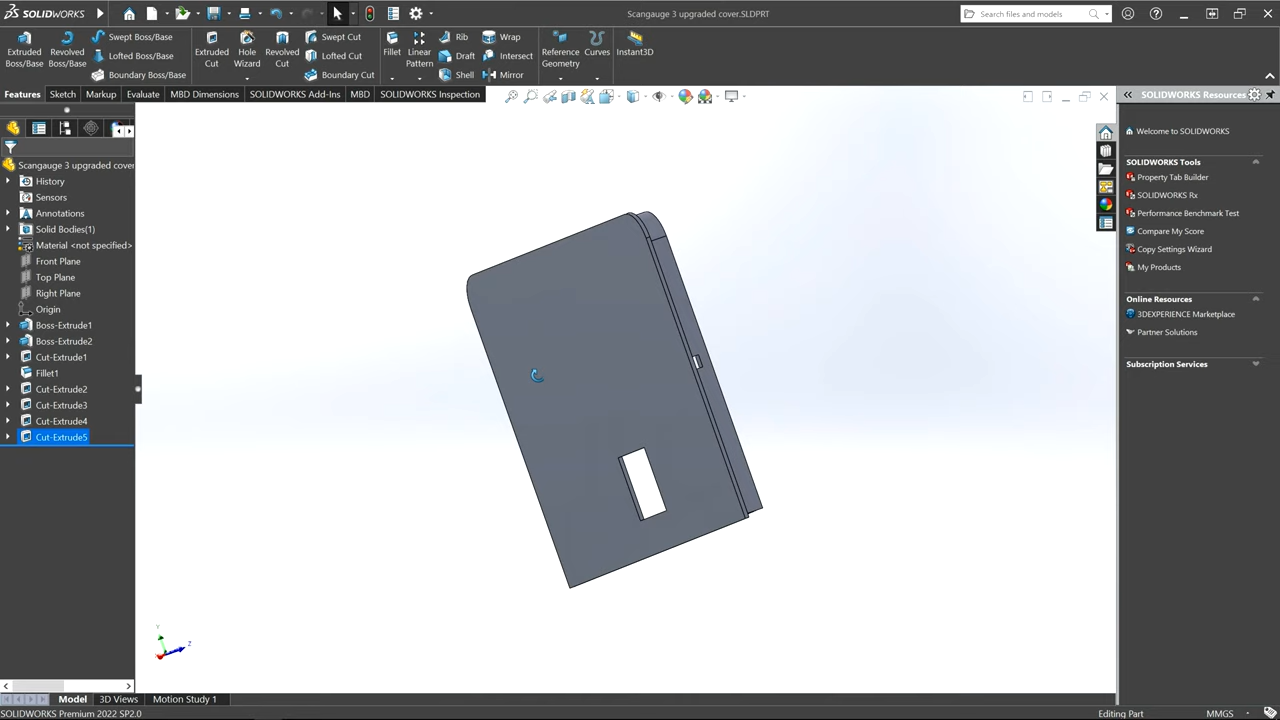 SOLIDWORKS
Scangauge 3 upgraded cover.SLDPRT
Search files and models
Extruded Boss/Base
Revolved Boss/Base
Swept Boss/Base
Lofted Boss/Base
Boundary Boss/Base
Extruded Cut
Hole Wizard
Revolved Cut
Swept Cut
Lofted Cut
Boundary Cut
Fillet
Linear Pattern
Rib
Draft
Shell
Wrap
Intersect
Mirror
Reference Geometry
Curves
Instant3D
Features
Sketch
Markup
Evaluate
MBD Dimensions
SOLIDWORKS Add-Ins
MBD
SOLIDWORKS Inspection
Scangauge 3 upgraded cover
History
Sensors
Annotations
Solid Bodies(1)
Material <not specified>
Front Plane
Top Plane
Right Plane
Origin
Boss-Extrude1
Boss-Extrude2
Cut-Extrude1
Fillet1
Cut-Extrude2
Cut-Extrude3
Cut-Extrude4
Cut-Extrude5
Y
Z
SOLIDWORKS Resources
Welcome to SOLIDWORKS
SOLIDWORKS Tools
Property Tab Builder
SOLIDWORKS Rx
Performance Benchmark Test
Compare My Score
Copy Settings Wizard
My Products
Online Resources
3DEXPERIENCE Marketplace
Partner Solutions
Subscription Services
Model
3D Views
Motion Study 1
SOLIDWORKS Premium 2022 SP2.0
Editing Part
MMGS